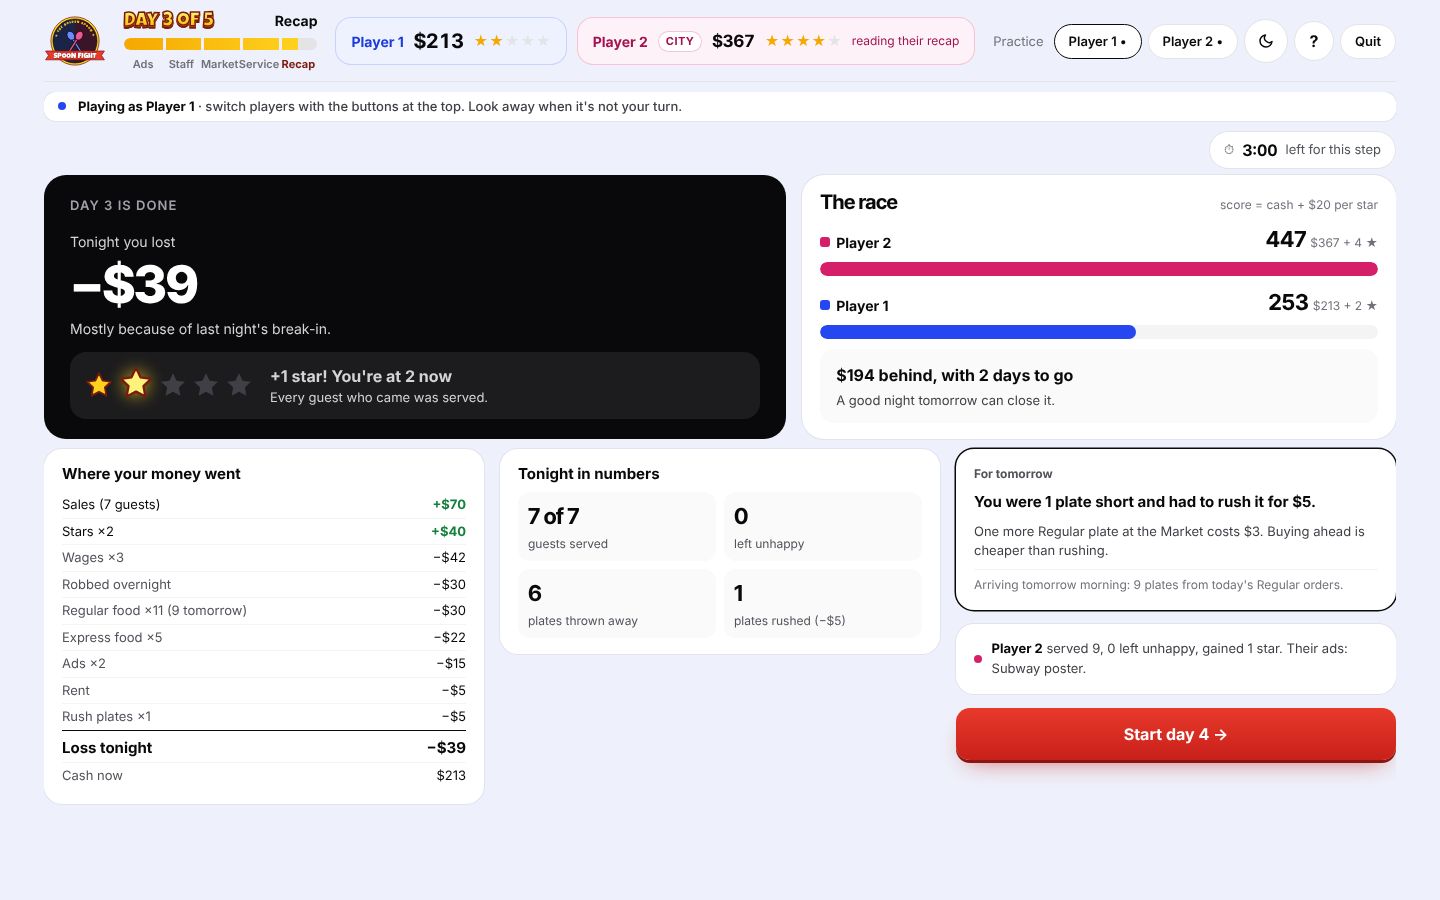 SPOON FIGHT
DAY 3 OF 5
Recap
Ads Staff Market Service Recap
Player 1 $213
Player 2 CITY $367 reading their recap
Practice
Player 1 •
Player 2 •
?
Quit
Playing as Player 1 · switch players with the buttons at the top. Look away when it's not your turn.
3:00 left for this step
DAY 3 IS DONE
Tonight you lost
−$39
Mostly because of last night's break-in.
+1 star! You're at 2 now
Every guest who came was served.
The race
score = cash + $20 per star
Player 2
447 $367 + 4 ★
Player 1
253 $213 + 2 ★
$194 behind, with 2 days to go
A good night tomorrow can close it.
Where your money went
Sales (7 guests) +$70
Stars ×2 +$40
Wages ×3 −$42
Robbed overnight −$30
Regular food ×11 (9 tomorrow) −$30
Express food ×5 −$22
Ads ×2 −$15
Rent −$5
Rush plates ×1 −$5
Loss tonight −$39
Cash now $213
Tonight in numbers
7 of 7
guests served
0
left unhappy
6
plates thrown away
1
plates rushed (−$5)
For tomorrow
You were 1 plate short and had to rush it for $5.
One more Regular plate at the Market costs $3. Buying ahead is
cheaper than rushing.
Arriving tomorrow morning: 9 plates from today's Regular orders.
Player 2 served 9, 0 left unhappy, gained 1 star. Their ads:
Subway poster.
Start day 4 →